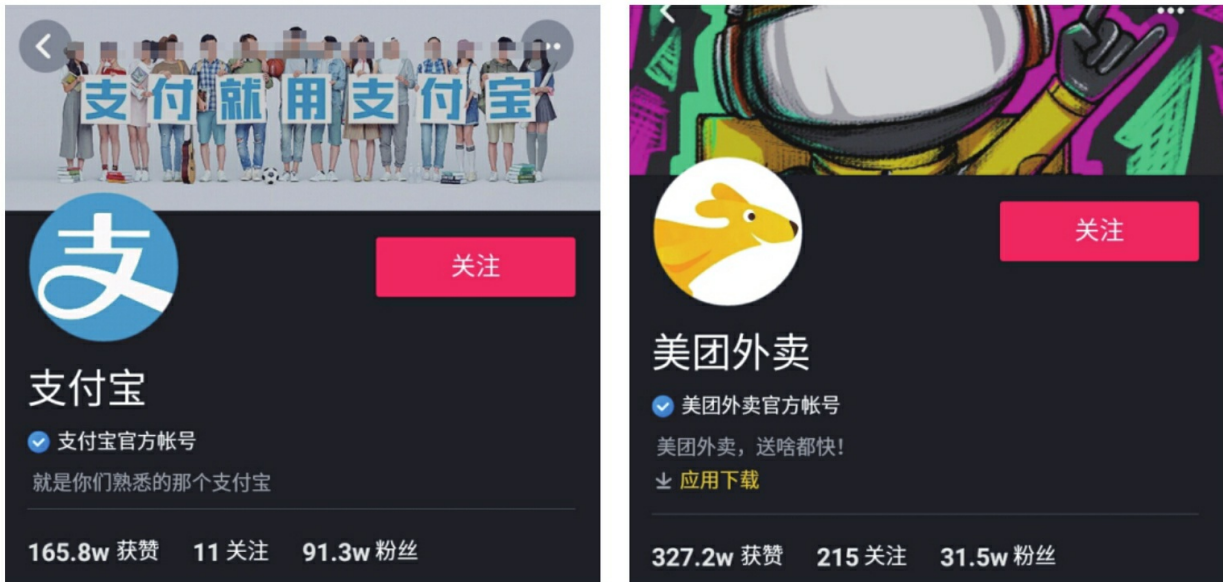 支付就用支付宝
支
关注
支付宝
支付宝官方帐号
就是你们熟悉的那个支付宝
165.8w 获赞 11 关注 91.3w 粉丝
关注
美团外卖
美团外卖官方帐号
美团外卖，送啥都快！
应用下载
327.2w 获赞 215 关注 31.5w 粉丝